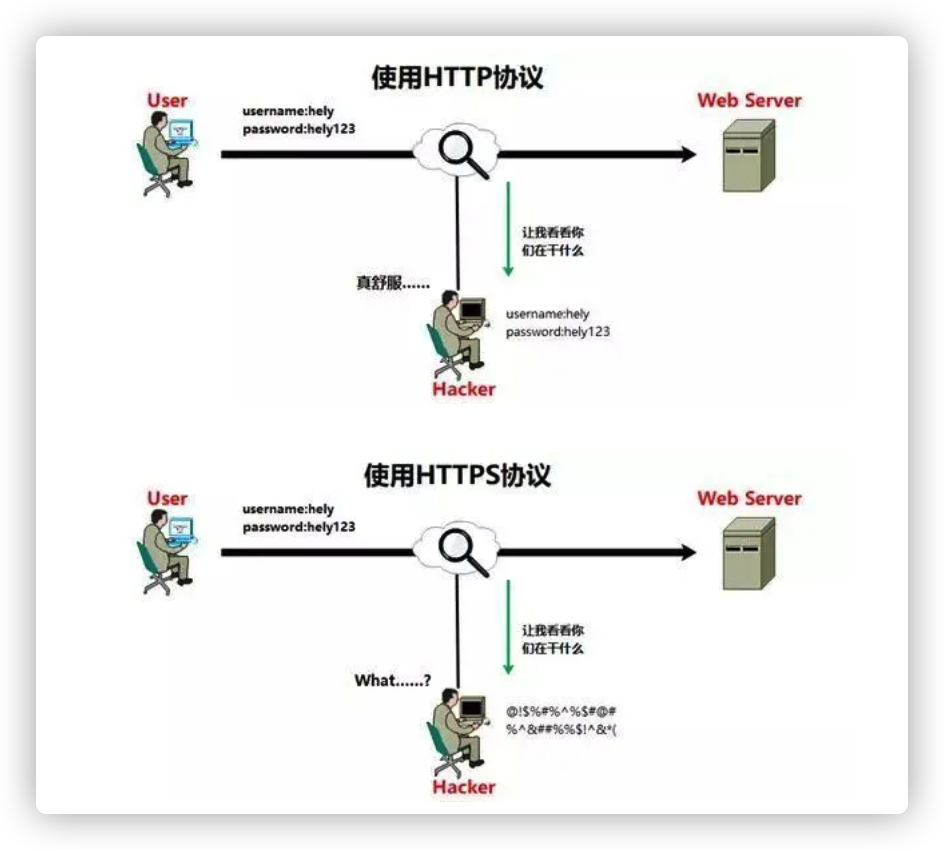 使用HTTP协议
User
Web Server
username:hely
password:hely123
让我看看你
们在干什么
真舒服......
username:hely
password:hely123
Hacker
使用HTTPS协议
User
Web Server
username:hely
password:hely123
让我看看你
们在干什么
What......?
@!$%#%^%$#@#
%^&##%%$!^&*(
Hacker